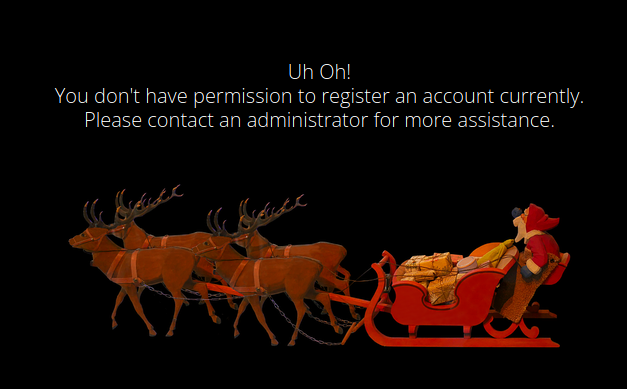 Uh Oh!
You don't have permission to register an account currently.
Please contact an administrator for more assistance.